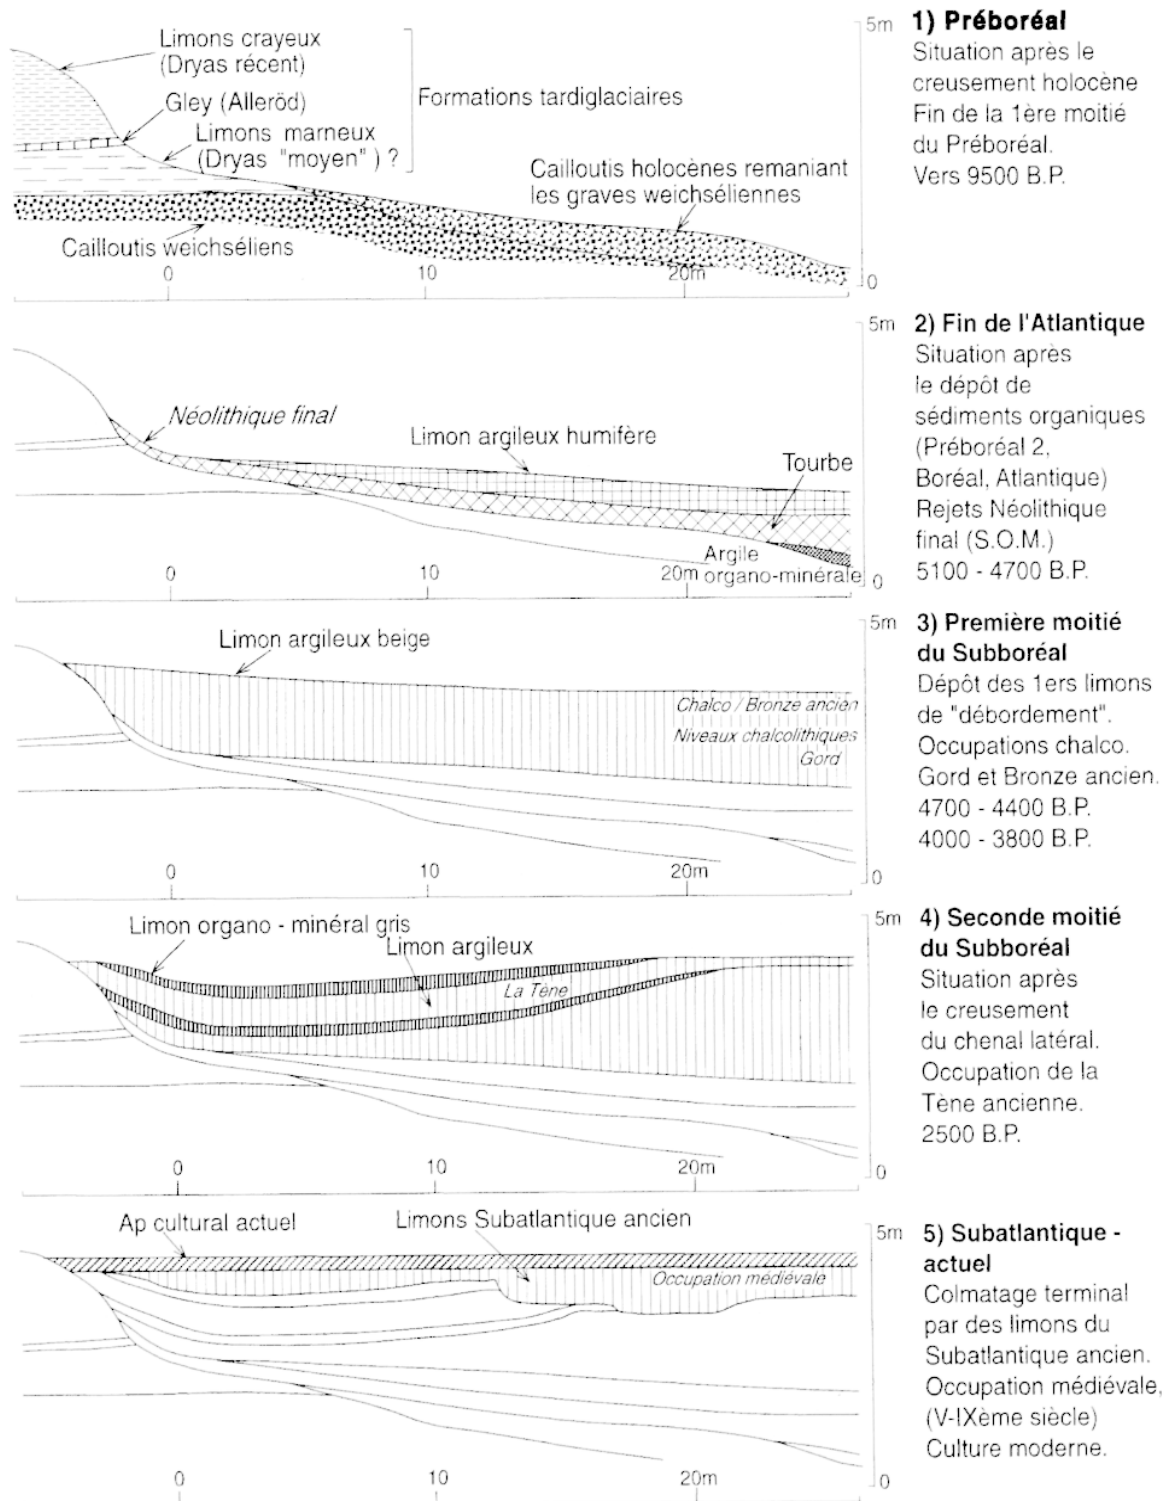 Limons crayeux
(Dryas récent)
Gley (Alleröd)
Limons marneux
(Dryas "moyen" ) ?
Formations tardiglaciaires
Cailloutis holocènes remaniant
les graves weichséliennes
Cailloutis weichséliens
0
10
20m
5m
0
1) Préboréal
Situation après le
creusement holocène
Fin de la 1ère moitié
du Préboréal.
Vers 9500 B.P.
Néolithique final
Limon argileux humifère
Tourbe
Argile
organo-minérale
0
10
20m
5m
0
2) Fin de l'Atlantique
Situation après
le dépôt de
sédiments organiques
(Préboréal 2,
Boréal, Atlantique)
Rejets Néolithique
final (S.O.M.)
5100 - 4700 B.P.
Limon argileux beige
Chalco / Bronze ancien
Niveaux chalcolithiques
Gord
0
10
20m
5m
0
3) Première moitié
du Subboréal
Dépôt des 1ers limons
de "débordement".
Occupations chalco.
Gord et Bronze ancien.
4700 - 4400 B.P.
4000 - 3800 B.P.
Limon organo - minéral gris
Limon argileux
La Tène
0
10
20m
5m
0
4) Seconde moitié
du Subboréal
Situation après
le creusement
du chenal latéral.
Occupation de la
Tène ancienne.
2500 B.P.
Ap cultural actuel
Limons Subatlantique ancien
Occupation médiévale
0
10
20m
5m
0
5) Subatlantique -
actuel
Colmatage terminal
par des limons du
Subatlantique ancien.
Occupation médiévale,
(V-IXème siècle)
Culture moderne.